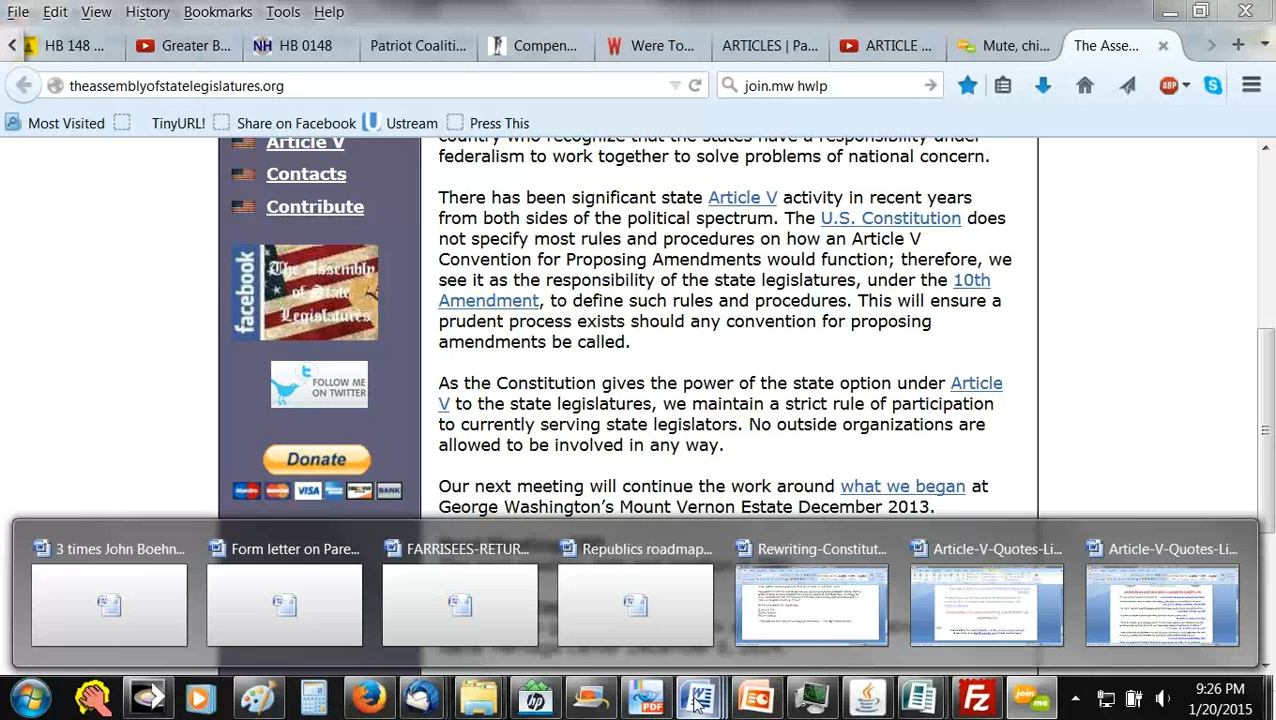 File Edit View History Bookmarks Tools Help
HB 148 ... Greater B... HB 0148 Patriot Coaliti... Compen... Were To... ARTICLES | Pa... ARTICLE ... Mute, chi... The Asse...
theassemblyofstatelegislatures.org join.mw hwlp
Most Visited TinyURL! Share on Facebook Ustream Press This
Article V
Contacts
Contribute
facebook
The Assembly
of State
Legislatures
FOLLOW ME
ON TWITTER
Donate
VISA
BANK
country who recognize that the states have a responsibility under
federalism to work together to solve problems of national concern.
There has been significant state Article V activity in recent years
from both sides of the political spectrum. The U.S. Constitution does
not specify most rules and procedures on how an Article V
Convention for Proposing Amendments would function; therefore, we
see it as the responsibility of the state legislatures, under the 10th
Amendment, to define such rules and procedures. This will ensure a
prudent process exists should any convention for proposing
amendments be called.
As the Constitution gives the power of the state option under Article
V to the state legislatures, we maintain a strict rule of participation
to currently serving state legislators. No outside organizations are
allowed to be involved in any way.
Our next meeting will continue the work around what we began at
George Washington's Mount Vernon Estate December 2013.
3 times John Boehn... Form letter on Pare... FARRISEES-RETUR... Republics roadmap... Rewriting-Constitut... Article-V-Quotes-Li... Article-V-Quotes-Li...
9:26 PM
1/20/2015